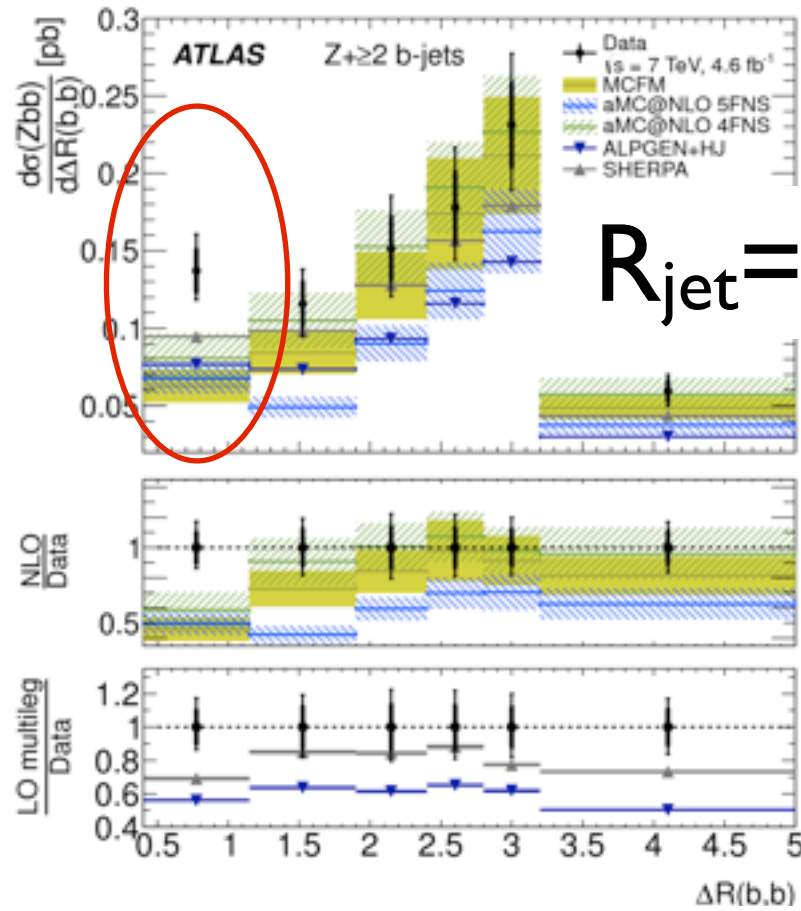 0.3
ATLAS Z+≥2 b-jets
dσ(Zbb)
dΔR(b,b)
[pb]
Data
√s = 7 TeV, 4.6 fb⁻¹
MCFM
aMC@NLO 5FNS
aMC@NLO 4FNS
ALPGEN+HJ
SHERPA
0.25
0.2
0.15
0.1
0.05
Rjet=
NLO
Data
1
0.5
LO multileg
Data
1.2
1
0.8
0.6
0.4
0.5 1 1.5 2 2.5 3 3.5 4 4.5 5
ΔR(b,b)